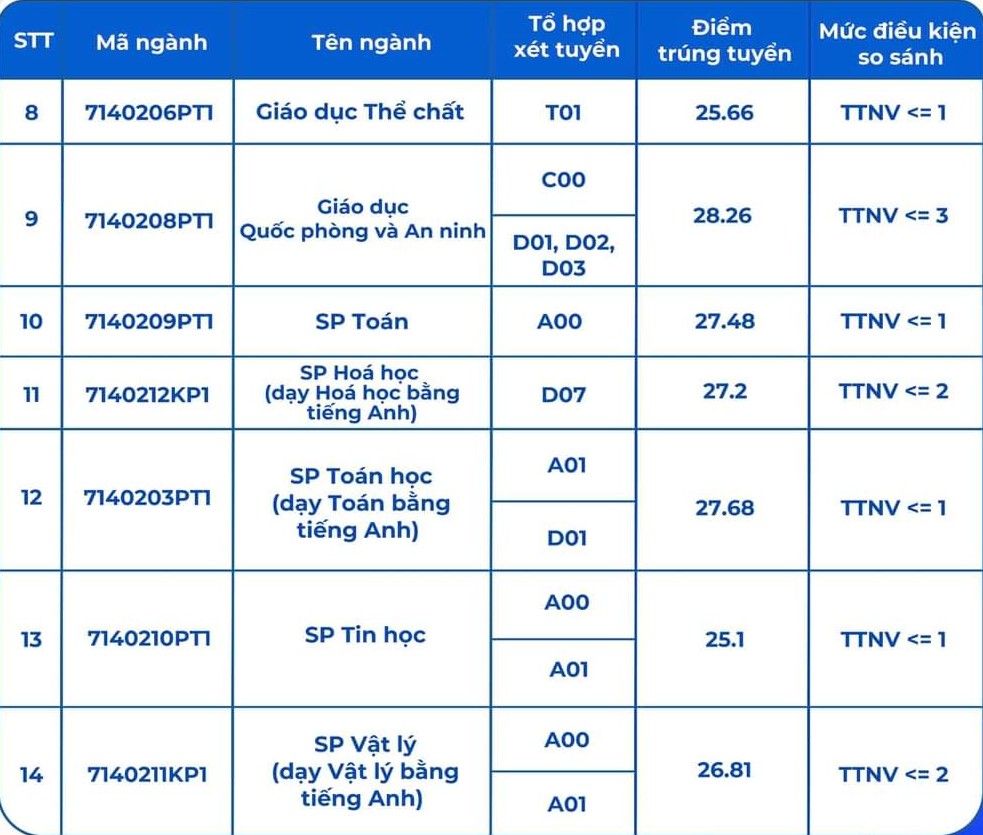 STT Mã ngành Tên ngành Tổ hợp xét tuyển Điểm trúng tuyển Mức điều kiện so sánh
8 7140206PT1 Giáo dục Thể chất T01 25.66 TTNV <= 1
9 7140208PT1 Giáo dục
Quốc phòng và An ninh C00
D01, D02,
D03 28.26 TTNV <= 3
10 7140209PT1 SP Toán A00 27.48 TTNV <= 1
11 7140212KP1 SP Hoá học
(dạy Hoá học bằng
tiếng Anh) D07 27.2 TTNV <= 2
12 7140203PT1 SP Toán học
(dạy Toán bằng
tiếng Anh) A01
D01 27.68 TTNV <= 1
13 7140210PT1 SP Tin học A00
A01 25.1 TTNV <= 1
14 7140211KP1 SP Vật lý
(dạy Vật lý bằng
tiếng Anh) A00
A01 26.81 TTNV <= 2